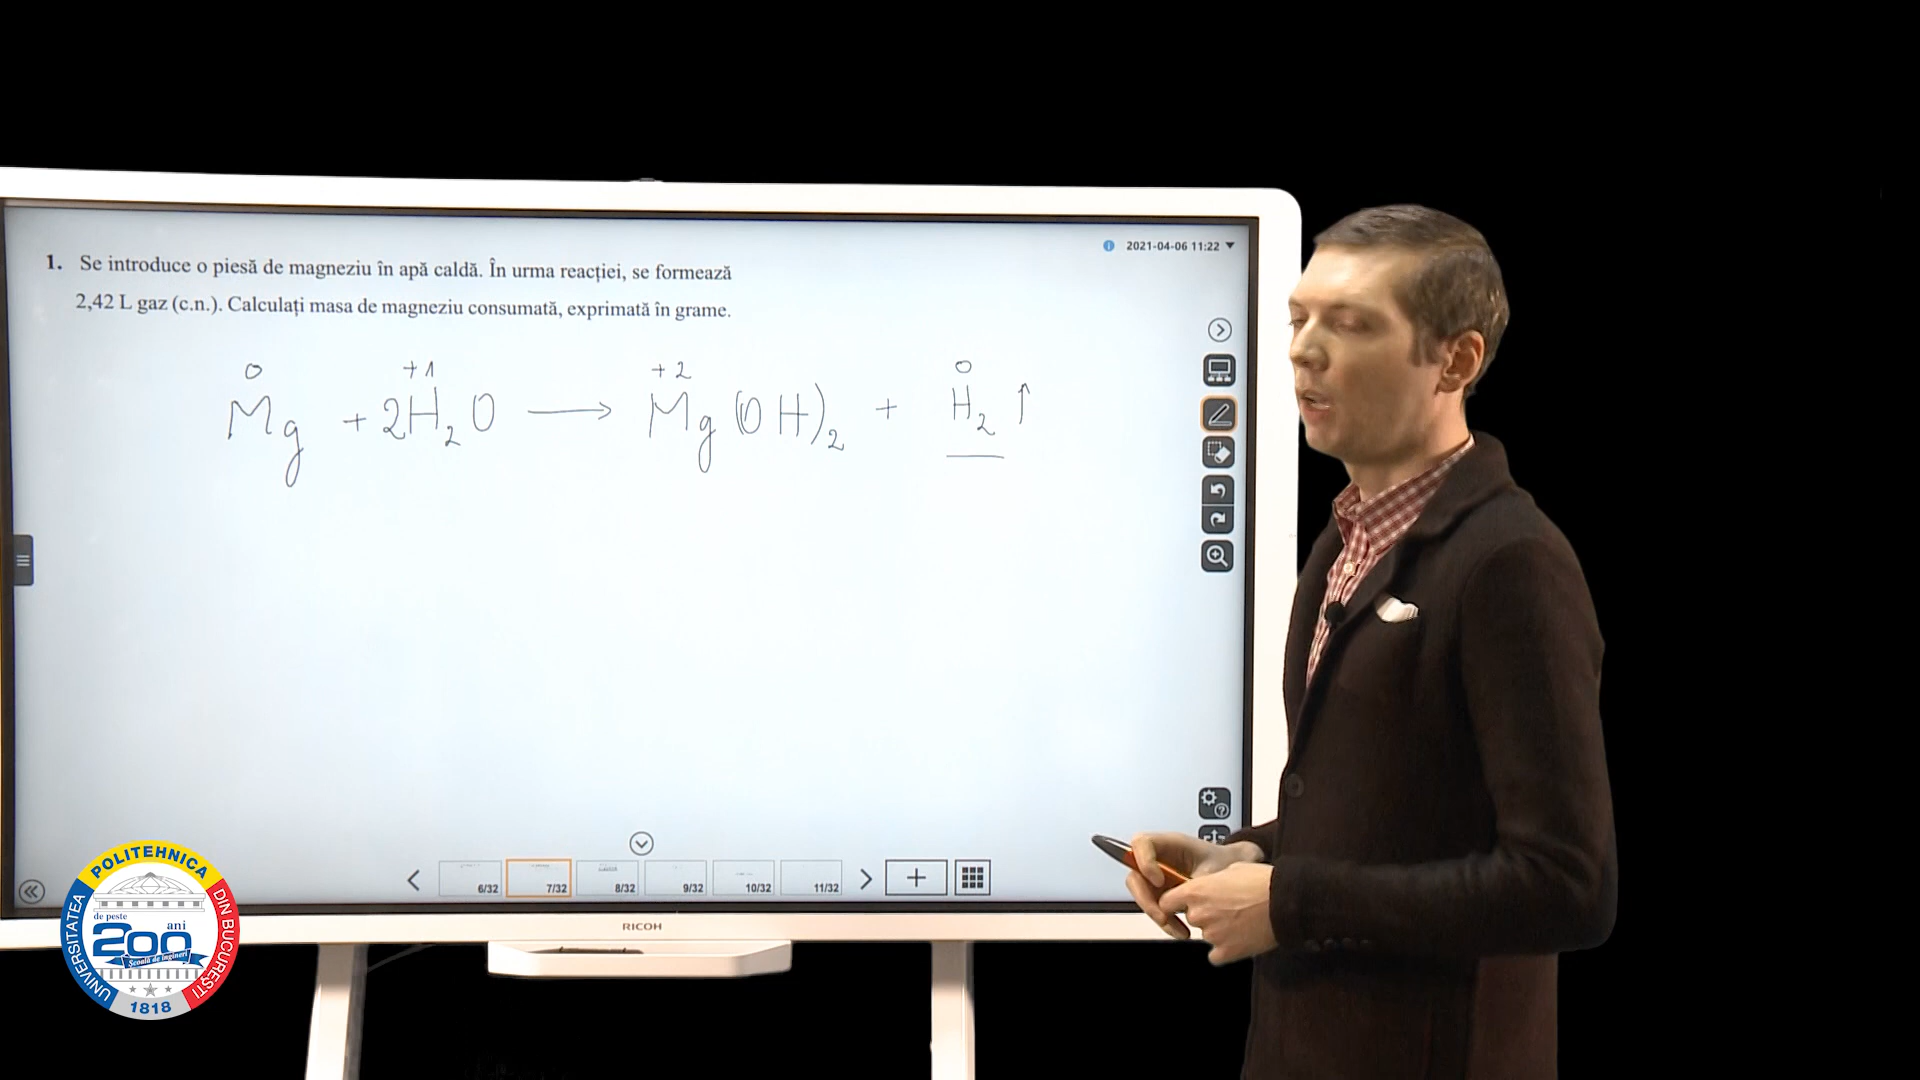 2021-04-06 11:22
1. Se introduce o piesă de magneziu în apă caldă. În urma reacției, se formează
2,42 L gaz (c.n.). Calculați masa de magneziu consumată, exprimată în grame.
0 +1 +2 0
Mg + 2H₂O → Mg(OH)₂ + H₂↑
6/32 7/32 8/32 9/32 10/32 11/32
RICOH
UNIVERSITATEA POLITEHNICA DIN BUCUREȘTI
de peste
200 ani
Școală de ingineri
1818